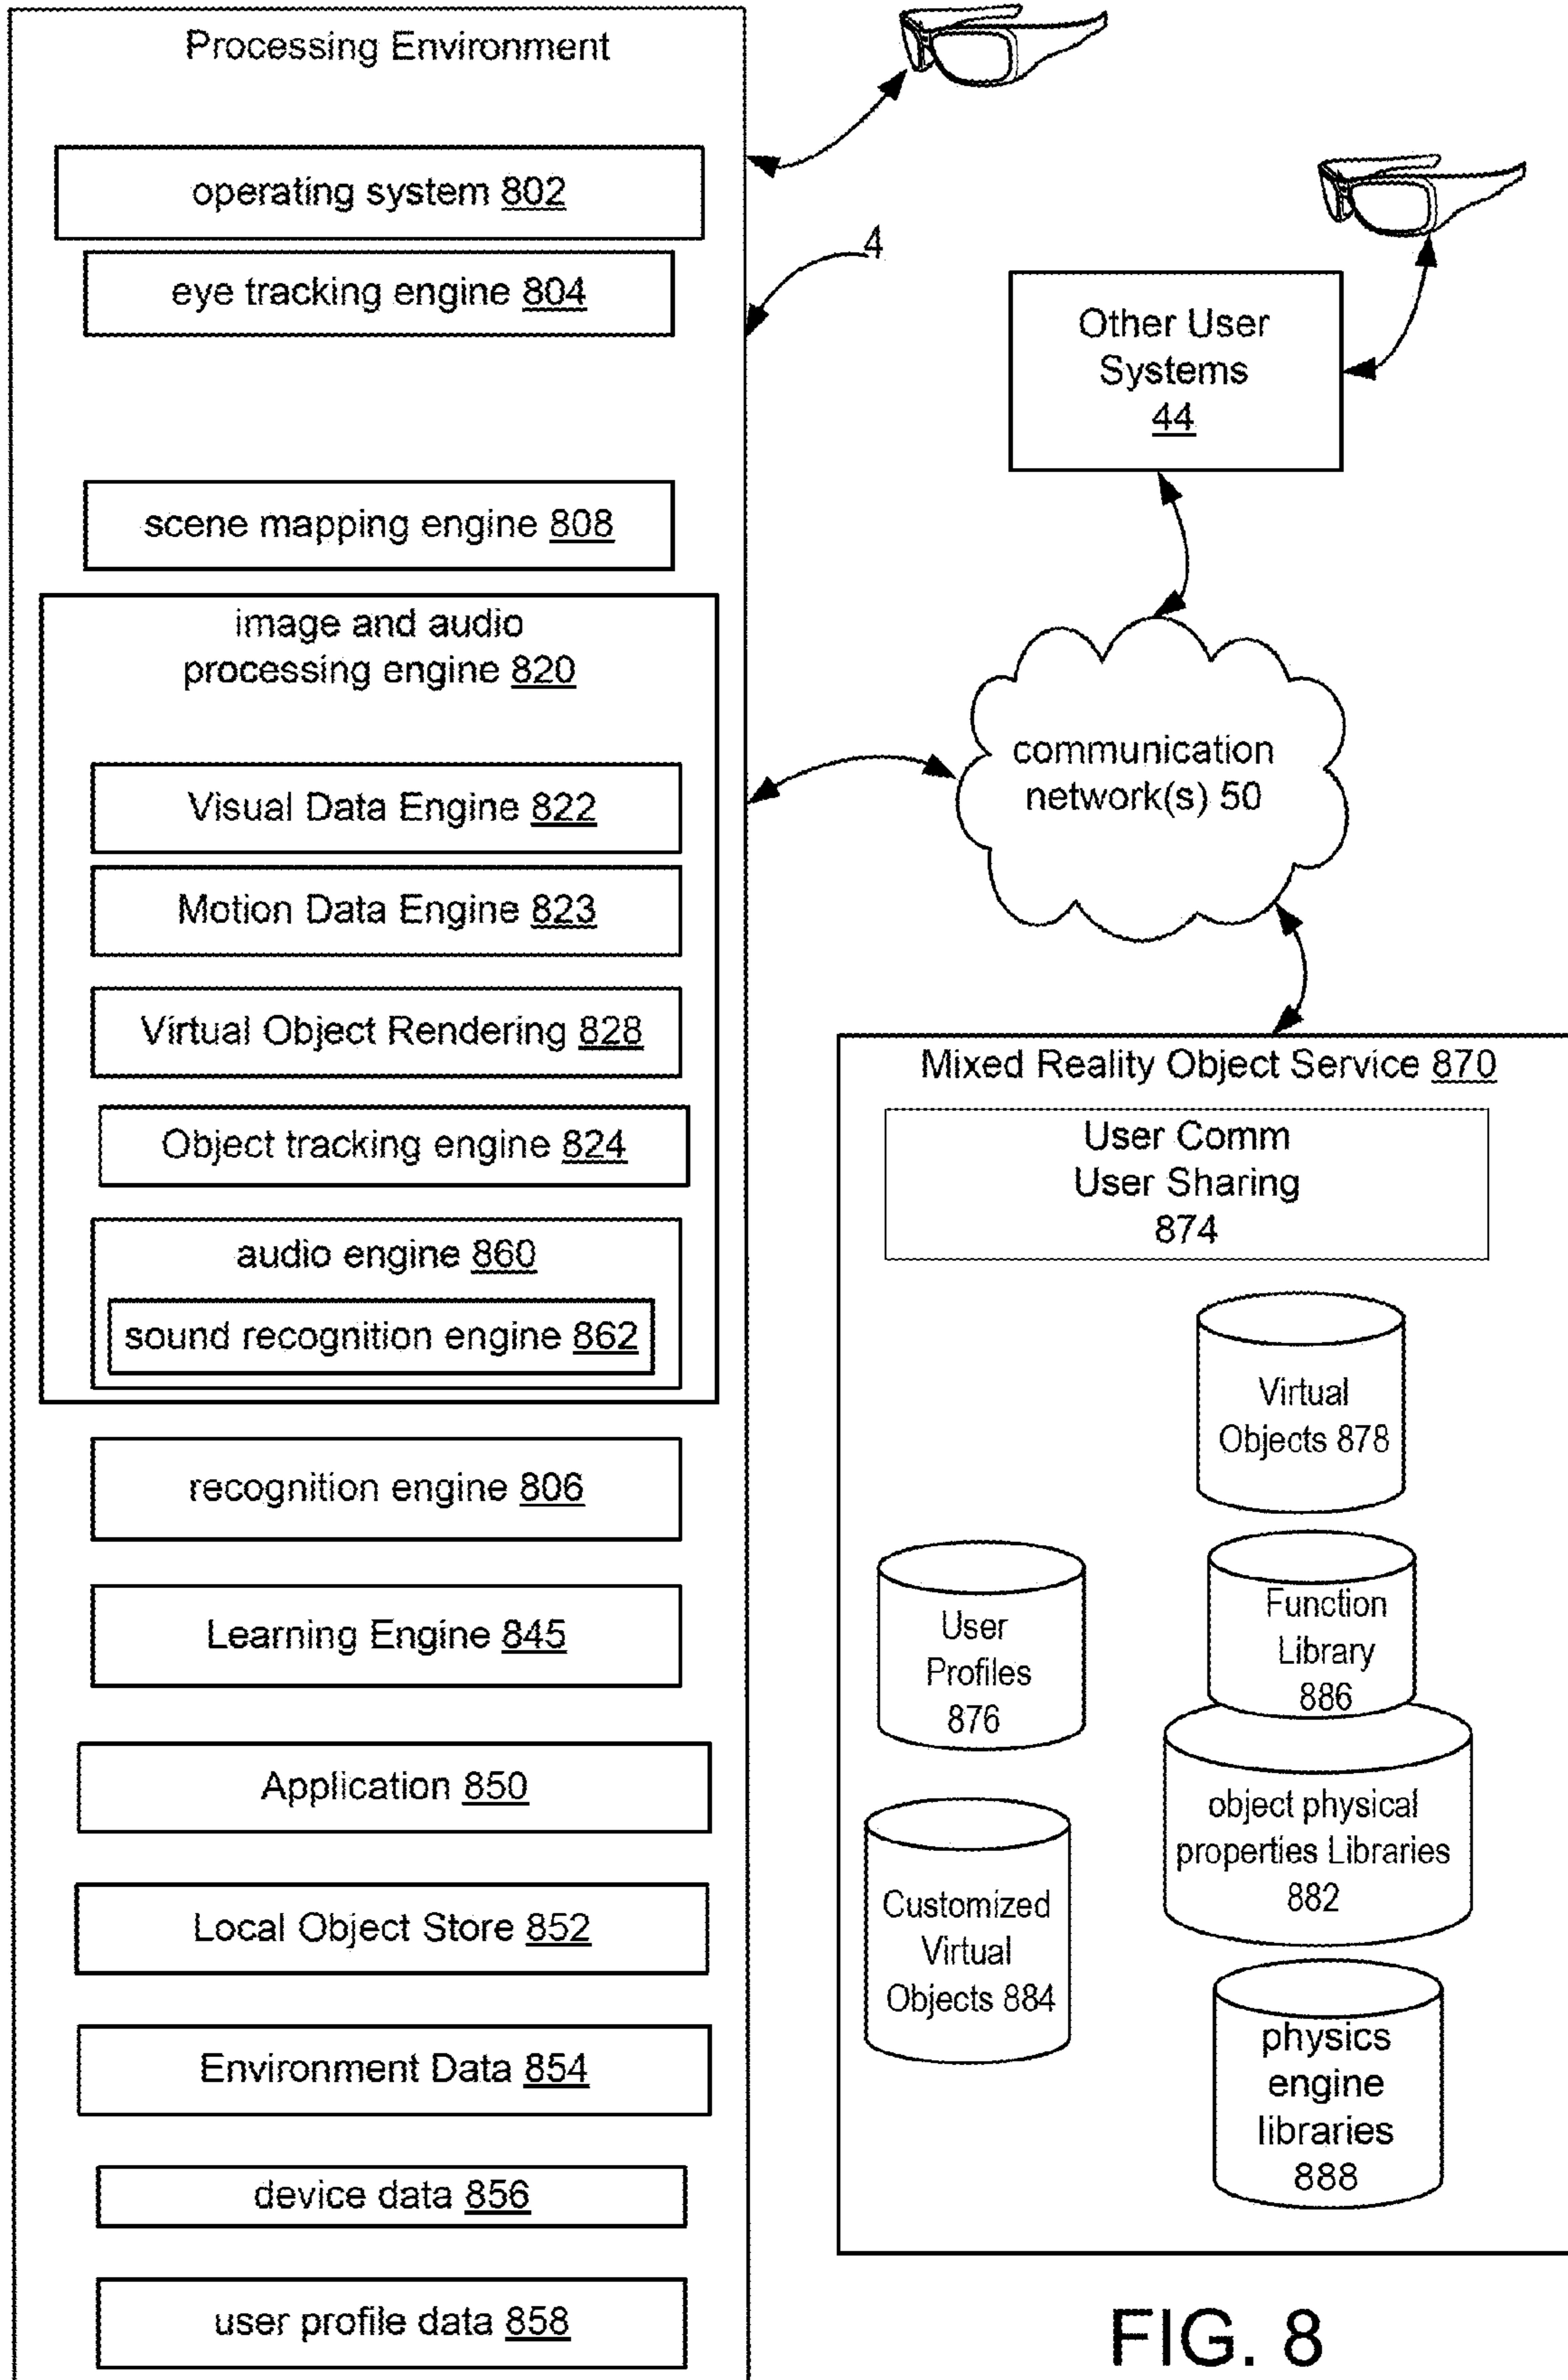 Processing Environment
operating system 802
eye tracking engine 804
scene mapping engine 808
image and audio
processing engine 820
Visual Data Engine 822
Motion Data Engine 823
Virtual Object Rendering 828
Object tracking engine 824
audio engine 860
sound recognition engine 862
recognition engine 806
Learning Engine 845
Application 850
Local Object Store 852
Environment Data 854
device data 856
user profile data 858
4
Other User
Systems
44
communication
network(s) 50
Mixed Reality Object Service 870
User Comm
User Sharing
874
Virtual
Objects 878
User
Profiles
876
Function
Library
886
object physical
properties Libraries
882
Customized
Virtual
Objects 884
physics
engine
libraries
888
FIG. 8